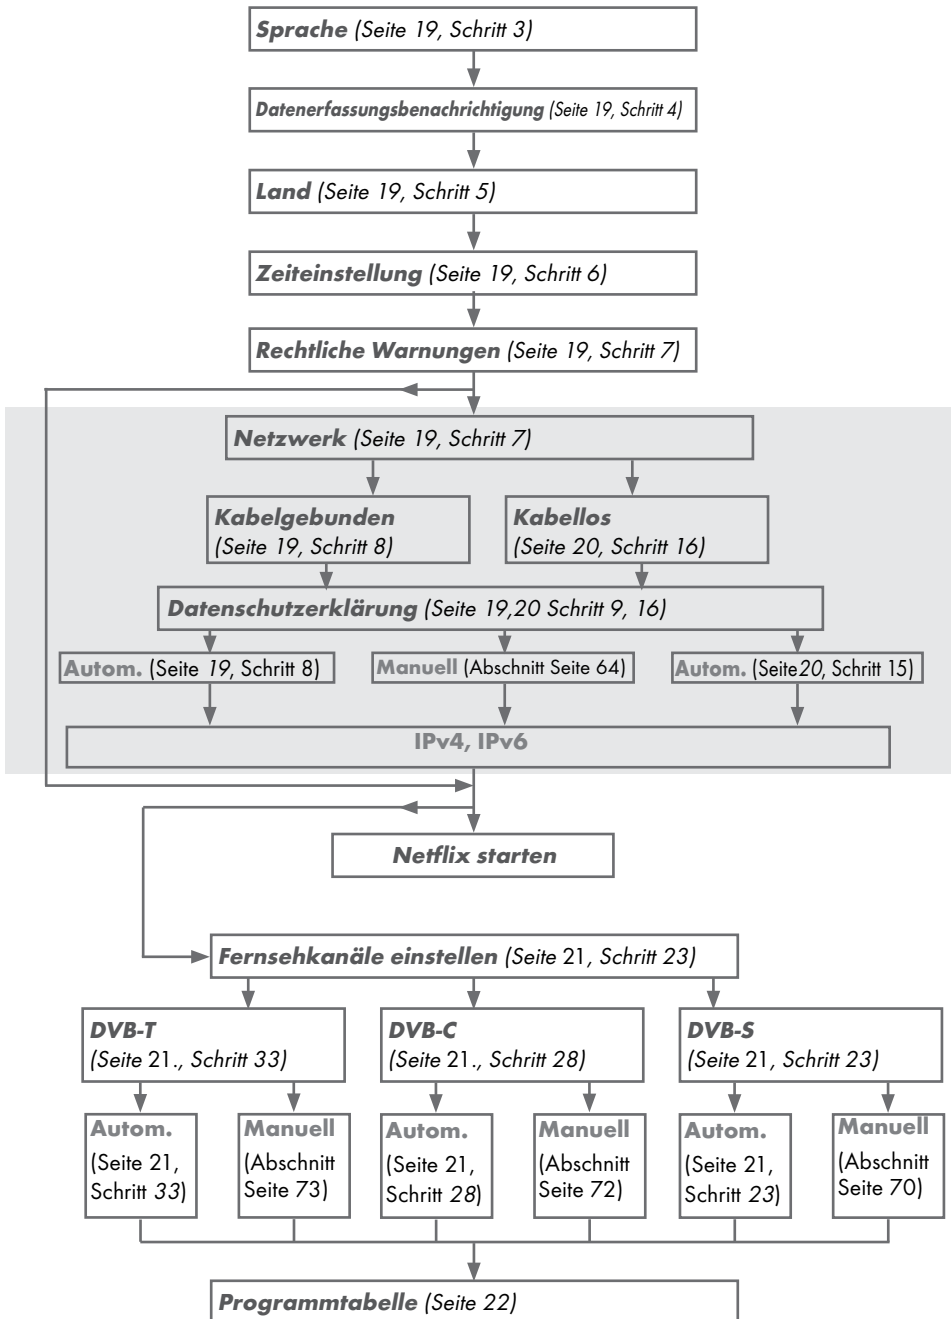 Sprache (Seite 19, Schritt 3)
Datenerfassungsbenachrichtigung (Seite 19, Schritt 4)
Land (Seite 19, Schritt 5)
Zeiteinstellung (Seite 19, Schritt 6)
Rechtliche Warnungen (Seite 19, Schritt 7)
Netzwerk (Seite 19, Schritt 7)
Kabelgebunden
(Seite 19, Schritt 8)
Kabellos
(Seite 20, Schritt 16)
Datenschutzerklärung (Seite 19,20 Schritt 9, 16)
Autom. (Seite 19, Schritt 8)
Manuell (Abschnitt Seite 64)
Autom. (Seite20, Schritt 15)
IPv4, IPv6
Netflix starten
Fernsehkanäle einstellen (Seite 21, Schritt 23)
DVB-T
(Seite 21., Schritt 33)
DVB-C
(Seite 21., Schritt 28)
DVB-S
(Seite 21, Schritt 23)
Autom.
(Seite 21,
Schritt 33)
Manuell
(Abschnitt
Seite 73)
Autom.
(Seite 21,
Schritt 28)
Manuell
(Abschnitt
Seite 72)
Autom.
(Seite 21,
Schritt 23)
Manuell
(Abschnitt
Seite 70)
Programmtabelle (Seite 22)